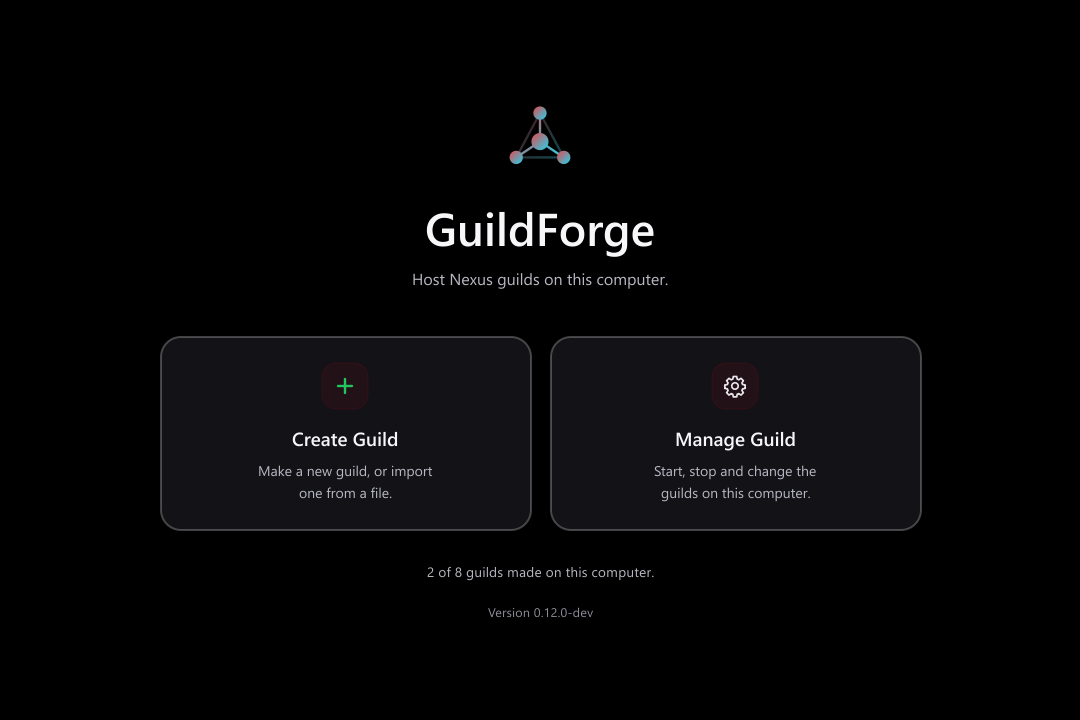 GuildForge
Host Nexus guilds on this computer.
Create Guild
Make a new guild, or import
one from a file.
Manage Guild
Start, stop and change the
guilds on this computer.
2 of 8 guilds made on this computer.
Version 0.12.0-dev